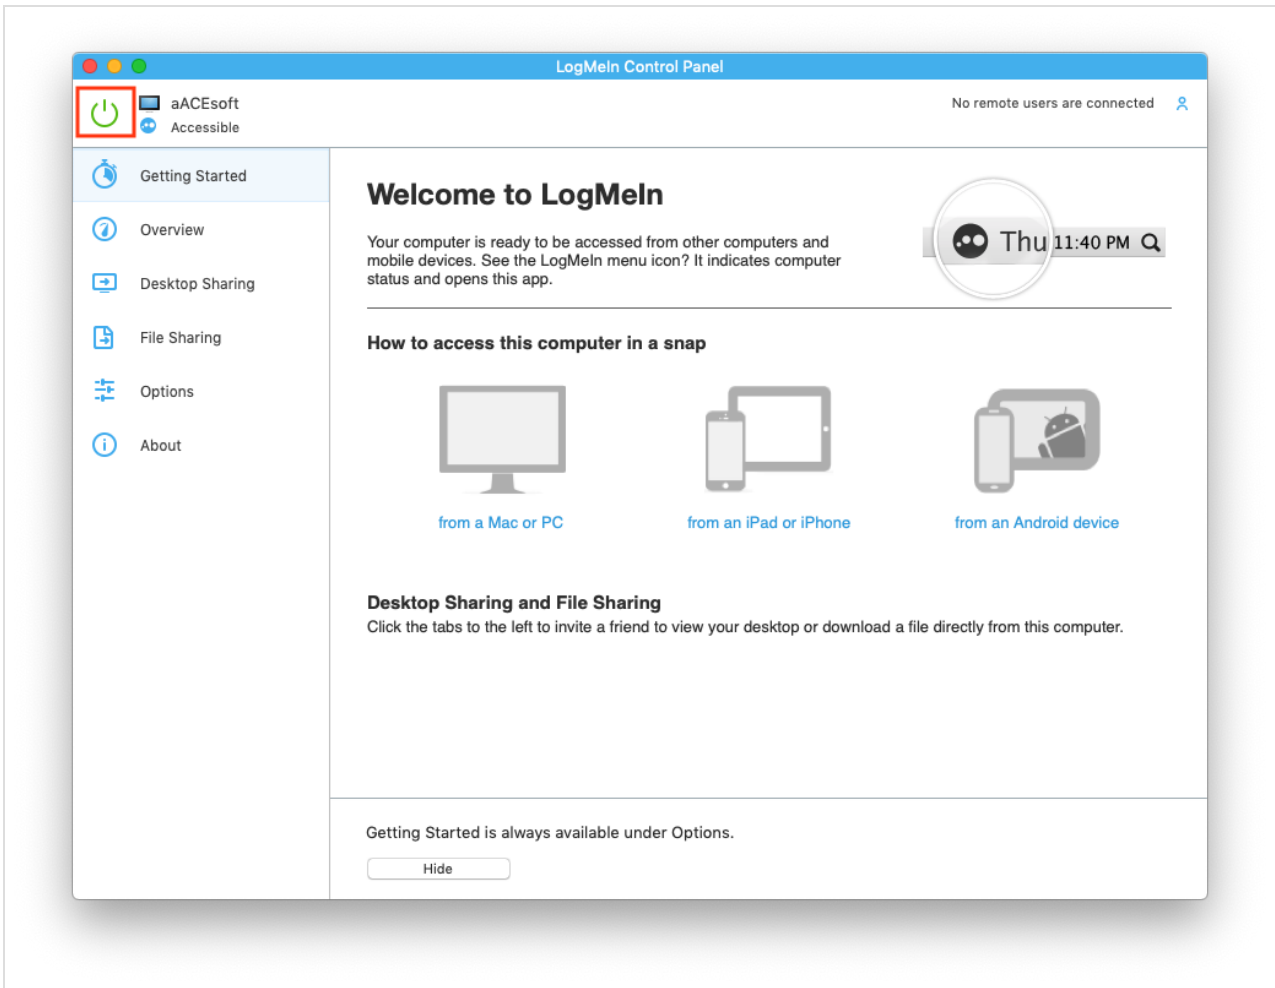 LogMeIn Control Panel
aACEsoft
Accessible
No remote users are connected
Getting Started
Overview
Desktop Sharing
File Sharing
Options
About
Welcome to LogMeIn
Your computer is ready to be accessed from other computers and
mobile devices. See the LogMeIn menu icon? It indicates computer
status and opens this app.
Thu 11:40 PM
How to access this computer in a snap
from a Mac or PC
from an iPad or iPhone
from an Android device
Desktop Sharing and File Sharing
Click the tabs to the left to invite a friend to view your desktop or download a file directly from this computer.
Getting Started is always available under Options.
Hide